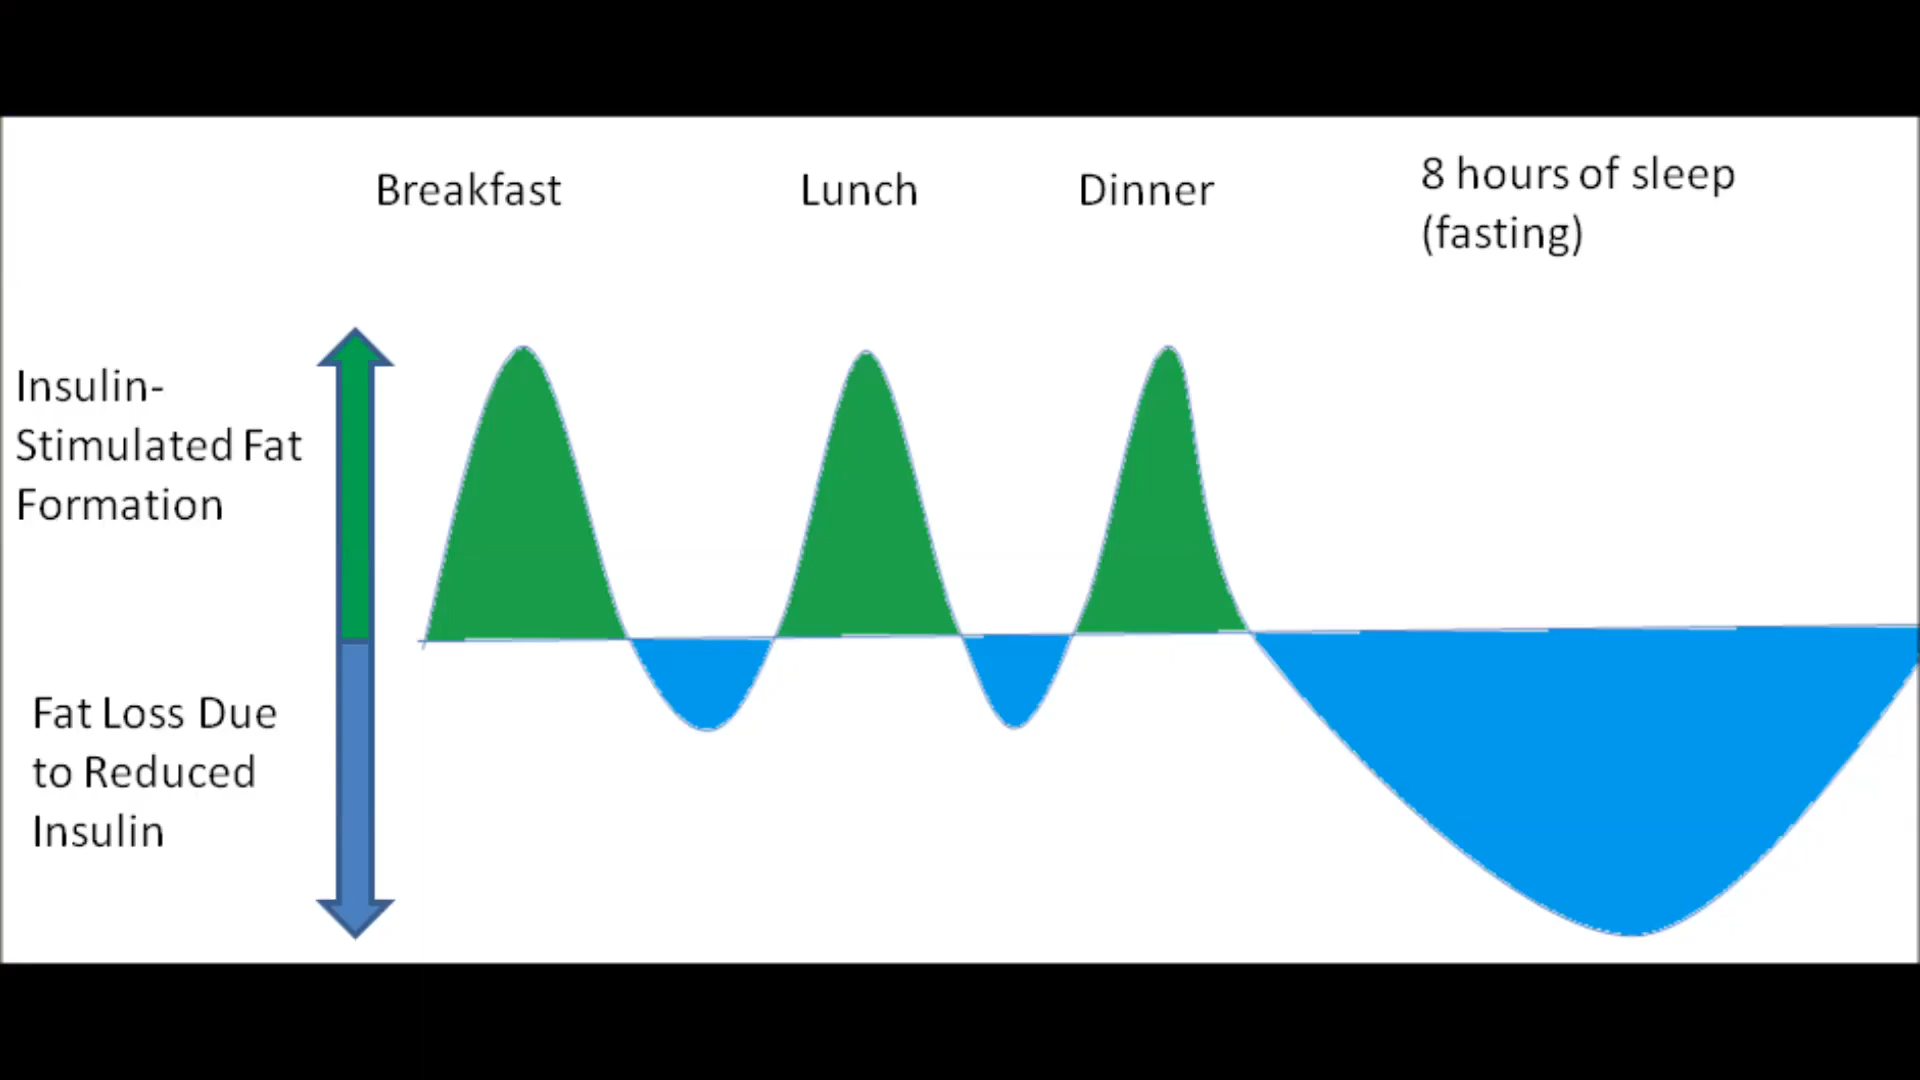 Breakfast
Lunch
Dinner
8 hours of sleep
(fasting)
Insulin-
Stimulated Fat
Formation
Fat Loss Due
to Reduced
Insulin